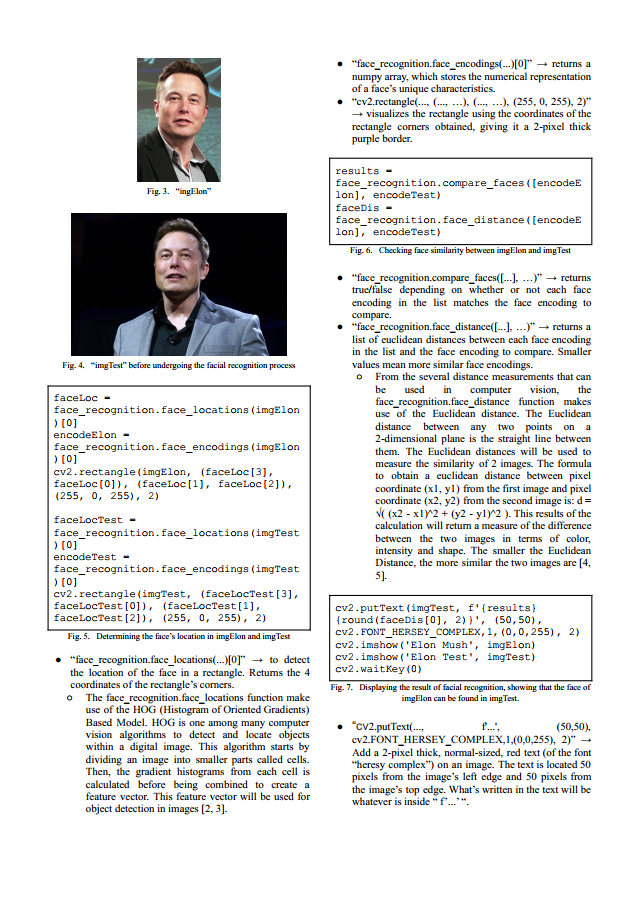 Fig. 3. “ingElon”
Fig. 4. “imgTest” before undergoing the facial recognition process
faceLoc =
face_recognition.face_locations(imgElon
)[0]
encodeElon =
face_recognition.face_encodings(imgElon
)[0]
cv2.rectangle(imgElon, (faceLoc[3],
faceLoc[0]), (faceLoc[1], faceLoc[2]),
(255, 0, 255), 2)
faceLocTest =
face_recognition.face_locations(imgTest
)[0]
encodeTest =
face_recognition.face_encodings(imgTest
)[0]
cv2.rectangle(imgTest, (faceLocTest[3],
faceLocTest[0]), (faceLocTest[1],
faceLocTest[2]), (255, 0, 255), 2)
Fig. 5. Determining the face’s location in imgElon and imgTest
● “face_recognition.face_locations(...)[0]” → to detect
the location of the face in a rectangle. Returns the 4
coordinates of the rectangle’s corners.
○ The face_recognition.face_locations function make
use of the HOG (Histogram of Oriented Gradients)
Based Model. HOG is one among many computer
vision algorithms to detect and locate objects
within a digital image. This algorithm starts by
dividing an image into smaller parts called cells.
Then, the gradient histograms from each cell is
calculated before being combined to create a
feature vector. This feature vector will be used for
object detection in images [2, 3].
● “face_recognition.face_encodings(...)[0]” → returns a
numpy array, which stores the numerical representation
of a face’s unique characteristics.
● “cv2.rectangle(..., (..., …), (..., …), (255, 0, 255), 2)”
→ visualizes the rectangle using the coordinates of the
rectangle corners obtained, giving it a 2-pixel thick
purple border.
results =
face_recognition.compare_faces([encodeE
lon], encodeTest)
faceDis =
face_recognition.face_distance([encodeE
lon], encodeTest)
Fig. 6. Checking face similarity between imgElon and imgTest
● “face_recognition.compare_faces([...], …)” → returns
true/false depending on whether or not each face
encoding in the list matches the face encoding to
compare.
● “face_recognition.face_distance([...], …)” → returns a
list of euclidean distances between each face encoding
in the list and the face encoding to compare. Smaller
values mean more similar face encodings.
○ From the several distance measurements that can
be used in computer vision, the
face_recognition.face_distance function makes
use of the Euclidean distance. The Euclidean
distance between any two points on a
2-dimensional plane is the straight line between
them. The Euclidean distances will be used to
measure the similarity of 2 images. The formula
to obtain a euclidean distance between pixel
coordinate (x1, y1) from the first image and pixel
coordinate (x2, y2) from the second image is: d =
√( (x2 - x1)^2 + (y2 - y1)^2 ). This results of the
calculation will return a measure of the difference
between the two images in terms of color,
intensity and shape. The smaller the Euclidean
Distance, the more similar the two images are [4,
5].
cv2.putText(imgTest, f'{results}
{round(faceDis[0], 2)}', (50,50),
cv2.FONT_HERSEY_COMPLEX,1,(0,0,255), 2)
cv2.imshow('Elon Mush', imgElon)
cv2.imshow('Elon Test', imgTest)
cv2.waitKey(0)
Fig. 7. Displaying the result of facial recognition, showing that the face of
imgElon can be found in imgTest.
● “CV2.putText(..., f'...', (50,50),
cv2.FONT_HERSEY_COMPLEX,1,(0,0,255), 2)” →
Add a 2-pixel thick, normal-sized, red text (of the font
“heresy complex”) on an image. The text is located 50
pixels from the image’s left edge and 50 pixels from
the image’s top edge. What’s written in the text will be
whatever is inside “ f’...’ “.